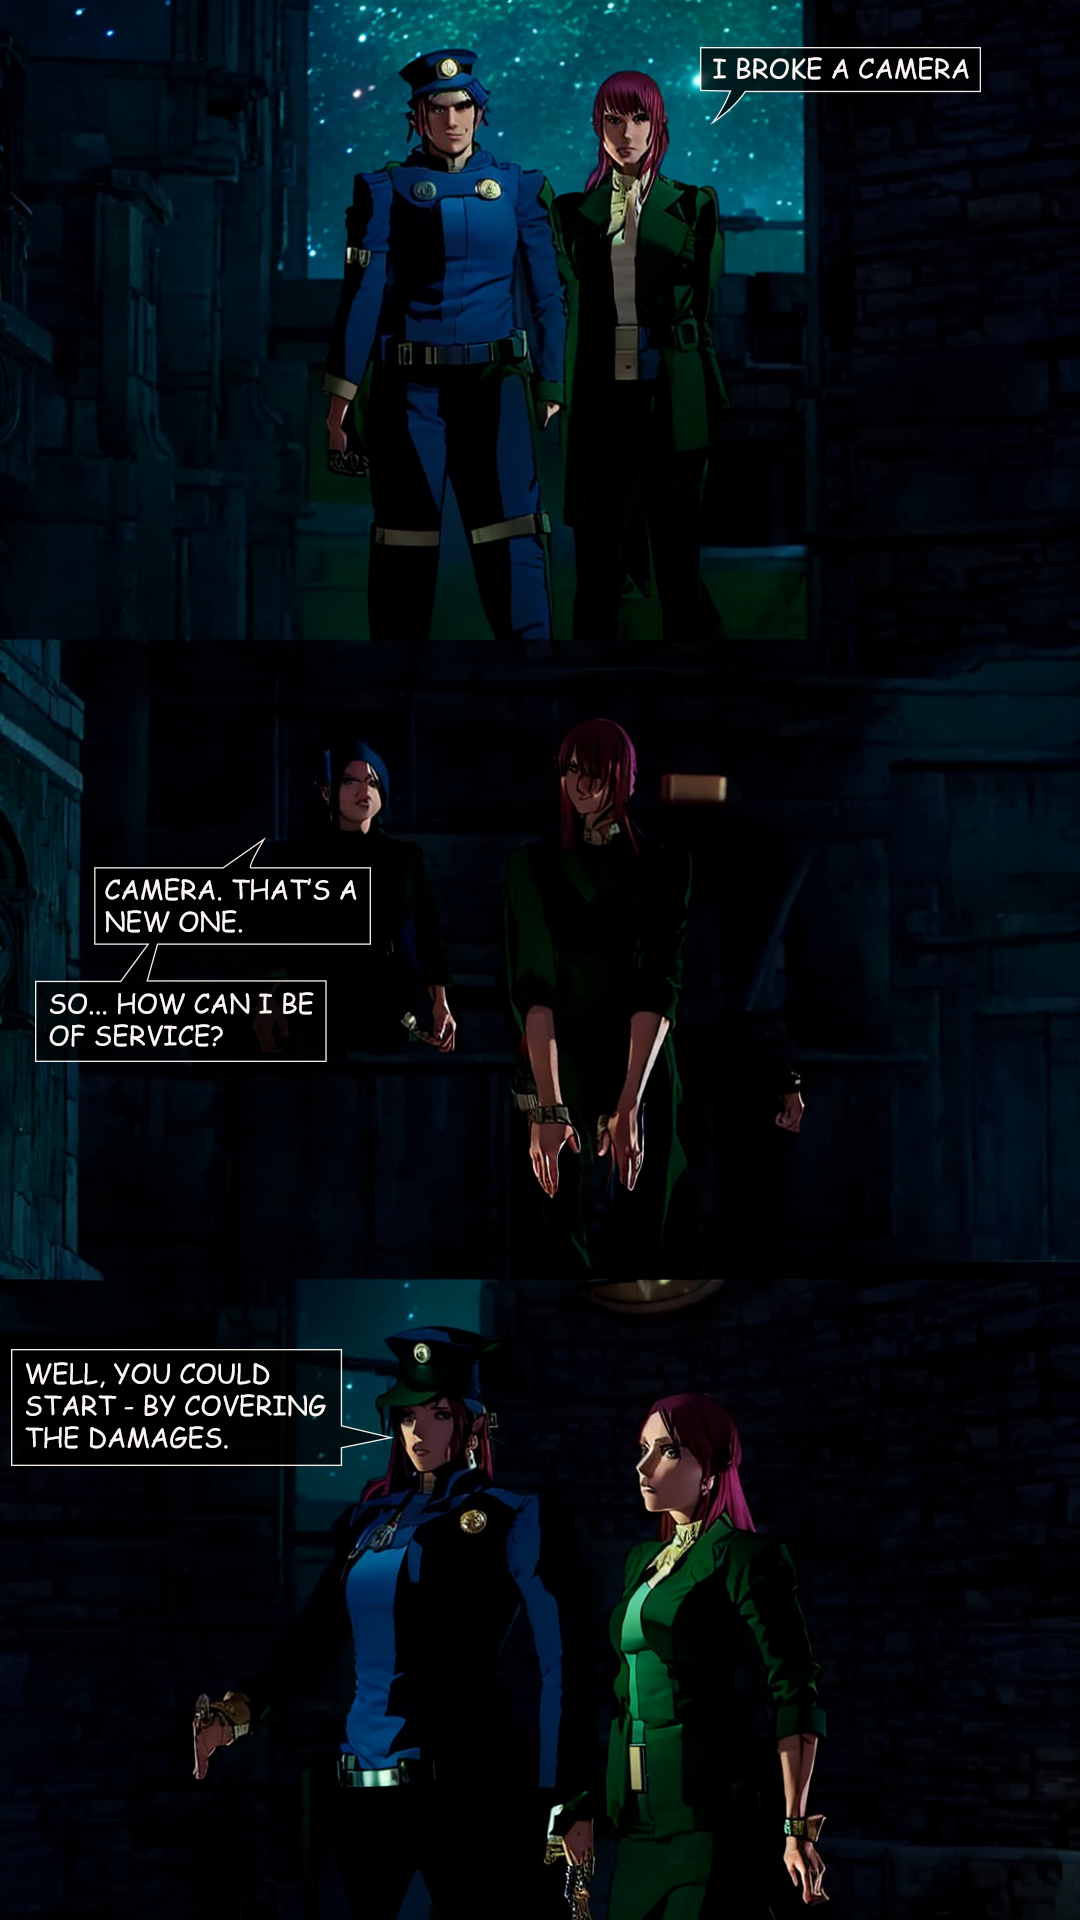 I BROKE A CAMERA
CAMERA. THAT'S A
NEW ONE.
SO... HOW CAN I BE
OF SERVICE?
WELL, YOU COULD
START - BY COVERING
THE DAMAGES.